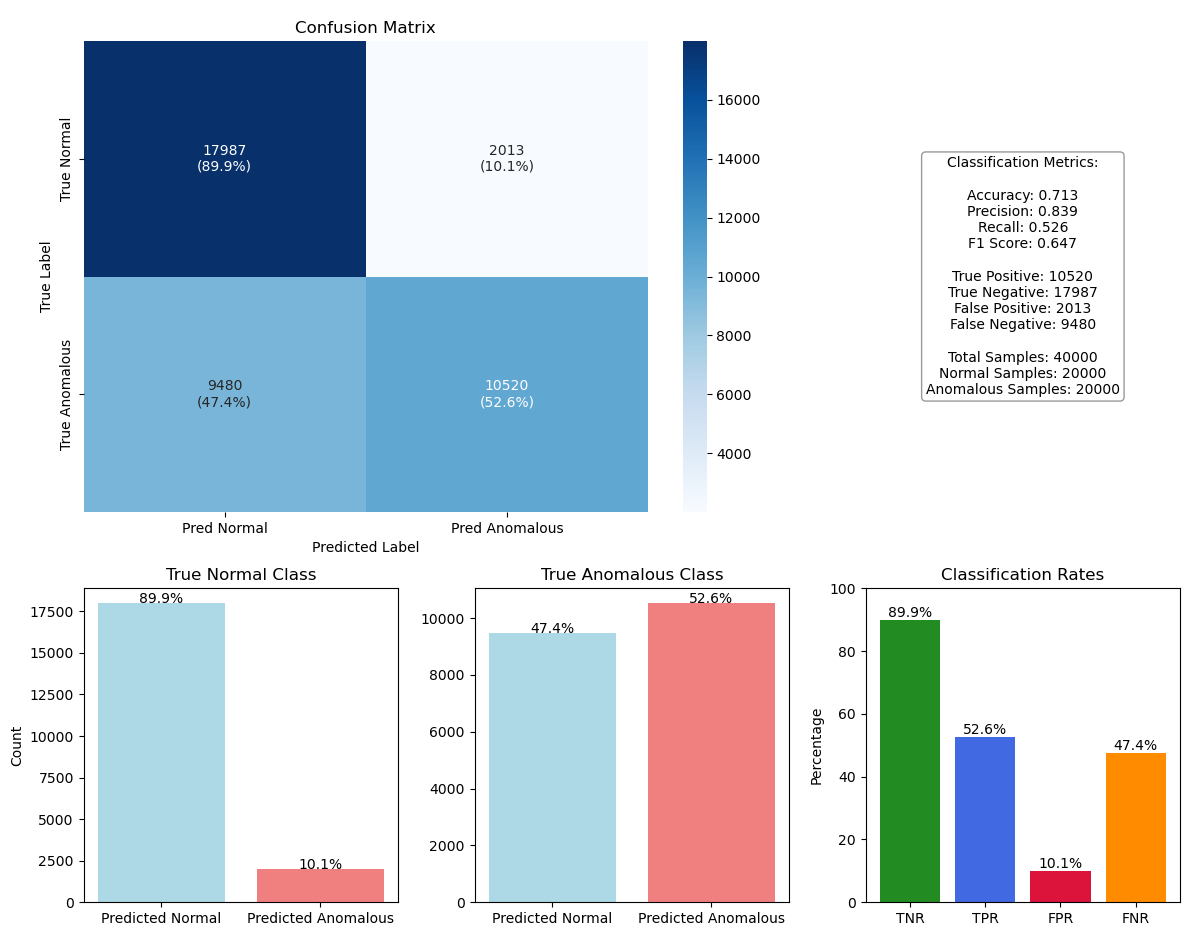 Confusion Matrix
True Label
True Normal
True Anomalous
17987
(89.9%)
2013
(10.1%)
9480
(47.4%)
10520
(52.6%)
Pred Normal
Pred Anomalous
Predicted Label
16000
14000
12000
10000
8000
6000
4000
Classification Metrics:
Accuracy: 0.713
Precision: 0.839
Recall: 0.526
F1 Score: 0.647
True Positive: 10520
True Negative: 17987
False Positive: 2013
False Negative: 9480
Total Samples: 40000
Normal Samples: 20000
Anomalous Samples: 20000
True Normal Class
Count
17500
15000
12500
10000
7500
5000
2500
0
89.9%
10.1%
Predicted Normal
Predicted Anomalous
True Anomalous Class
10000
8000
6000
4000
2000
0
47.4%
52.6%
Predicted Normal
Predicted Anomalous
Classification Rates
Percentage
100
80
60
40
20
0
89.9%
52.6%
10.1%
47.4%
TNR
TPR
FPR
FNR